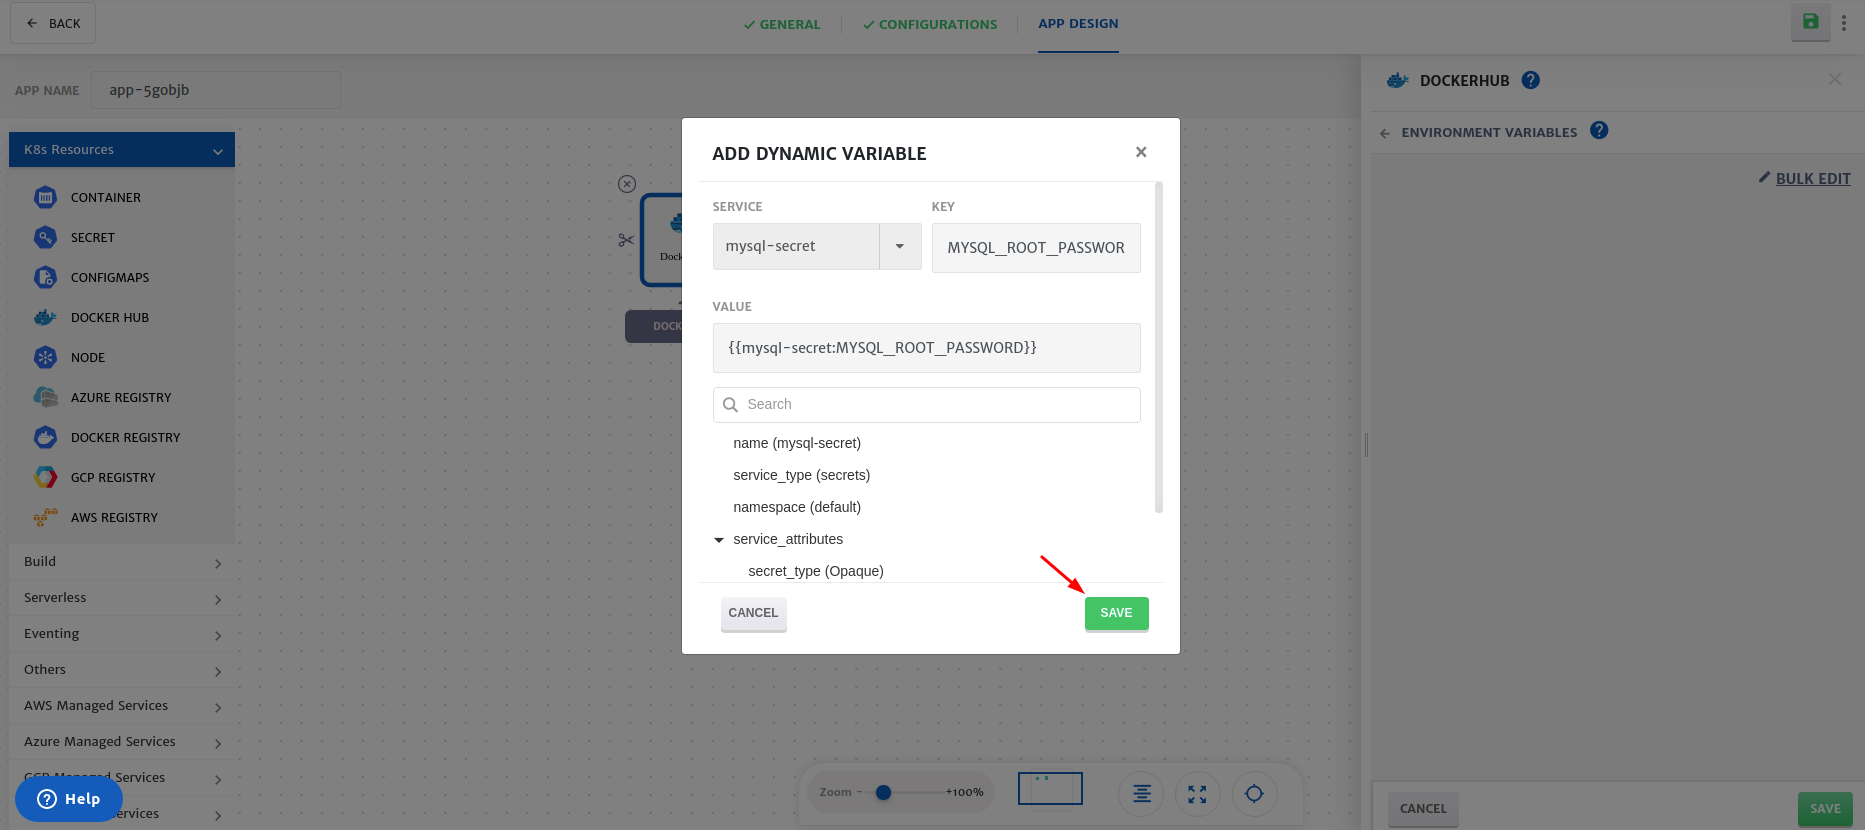 BACK
GENERAL
CONFIGURATIONS
APP DESIGN
APP NAME
app-5gobjb
K8s Resources
CONTAINER
SECRET
CONFIGMAPS
DOCKER HUB
NODE
AZURE REGISTRY
DOCKER REGISTRY
GCP REGISTRY
AWS REGISTRY
Build
Serverless
Eventing
Others
AWS Managed Services
Azure Managed Services
GCP Managed Services
ervices
Help
Dock
DOCK
ADD DYNAMIC VARIABLE
×
SERVICE
KEY
mysql-secret
MYSQL_ROOT_PASSWOR
VALUE
{{mysql-secret:MYSQL_ROOT_PASSWORD}}
Search
name (mysql-secret)
service_type (secrets)
namespace (default)
service_attributes
secret_type (Opaque)
CANCEL
SAVE
Zoom - +100%
DOCKERHUB ?
ENVIRONMENT VARIABLES ?
BULK EDIT
CANCEL
SAVE